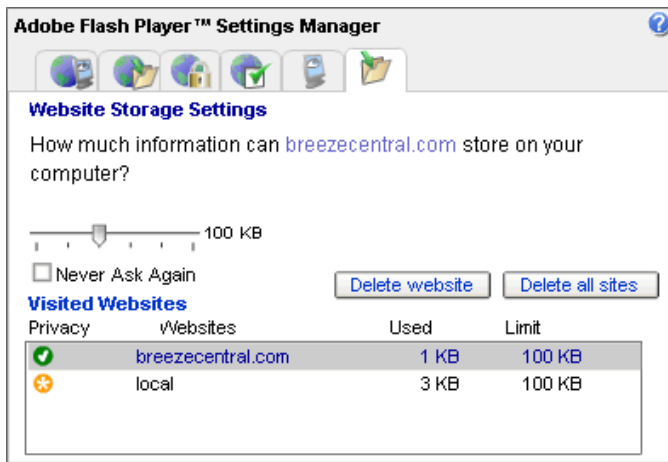 Adobe Flash Player™ Settings Manager
?
Website Storage Settings
How much information can breezecentral.com store on your
computer?
100 KB
Never Ask Again
Delete website Delete all sites
Visited Websites
Privacy Websites Used Limit
breezecentral.com 1 KB 100 KB
local 3 KB 100 KB